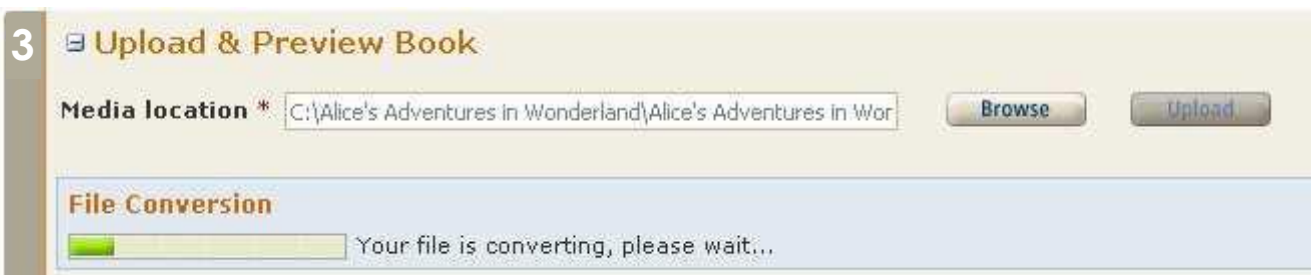 3 Upload & Preview Book
Media location * C:\Alice's Adventures in Wonderland\Alice's Adventures in Wor Browse Upload
File Conversion
Your file is converting, please wait...